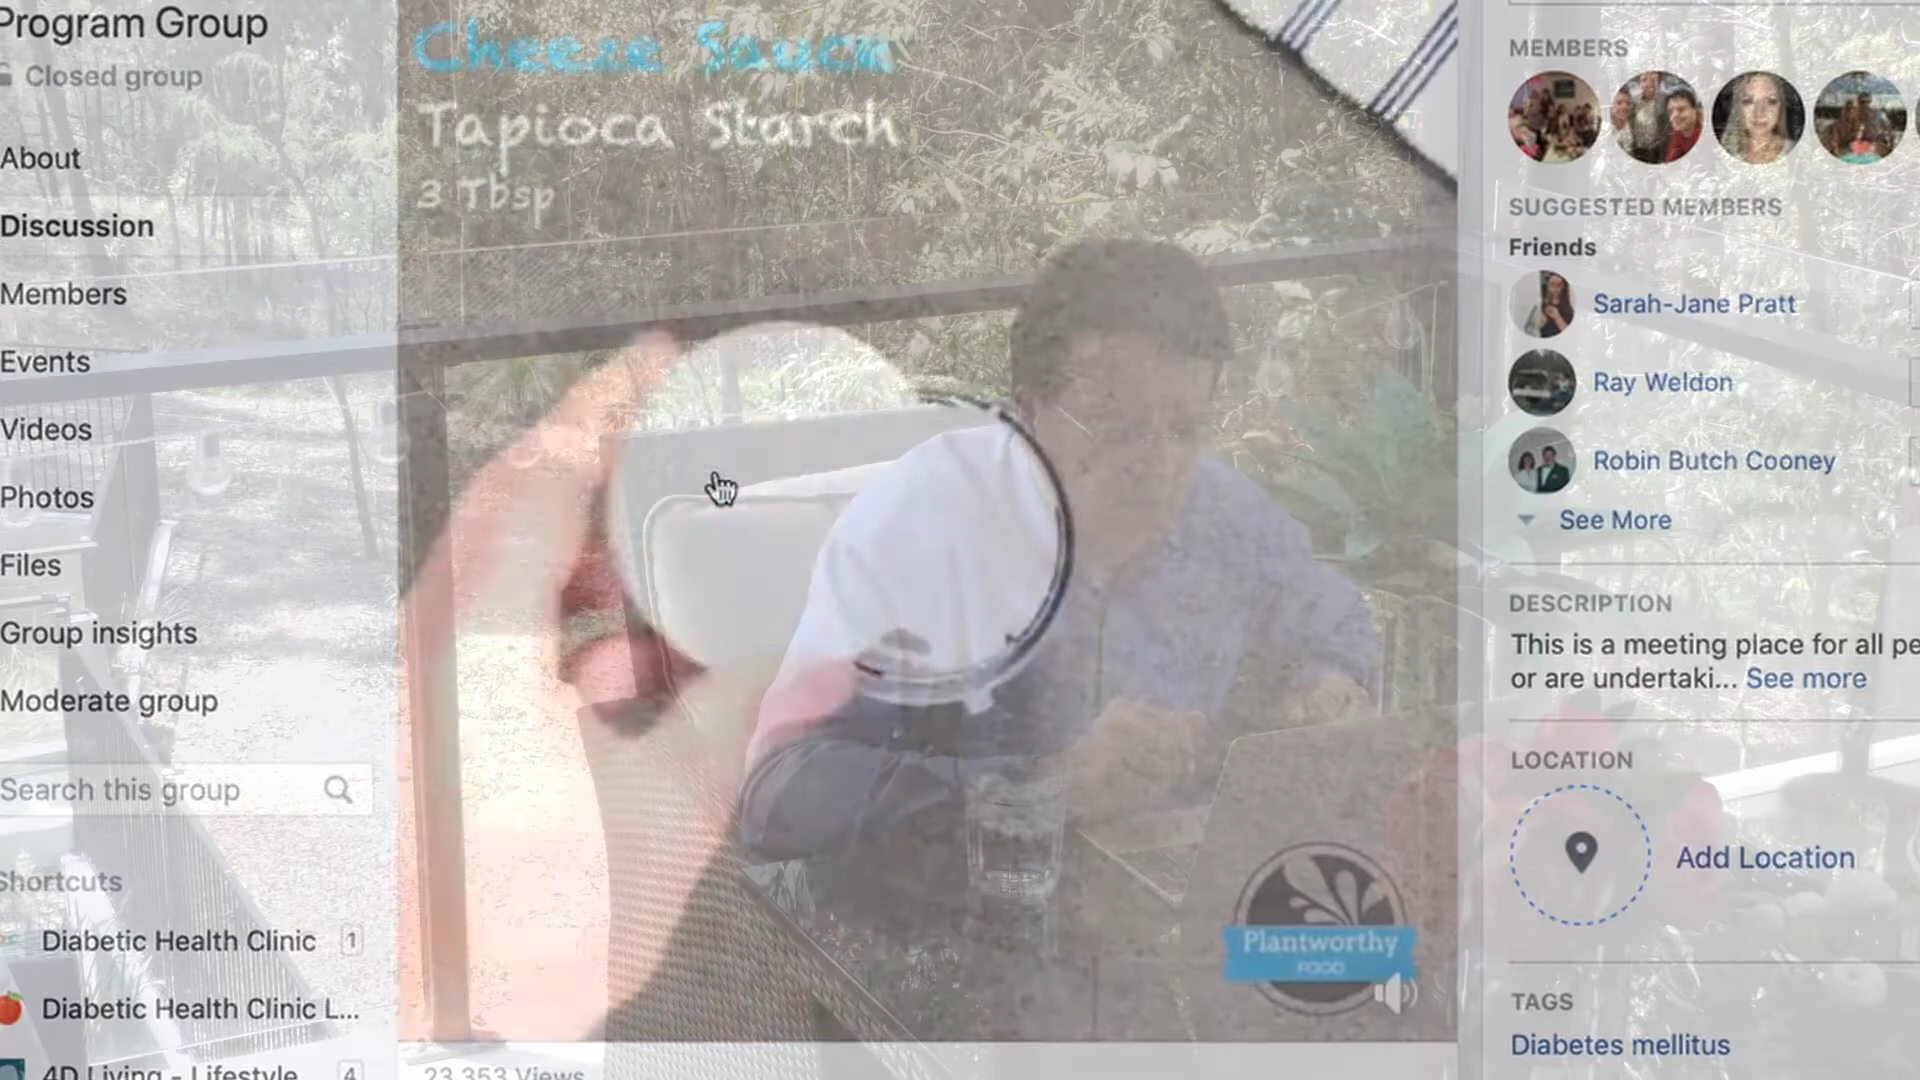 Program Group
Closed group
About
Discussion
Members
Events
Videos
Photos
Files
Group insights
Moderate group
Search this group
Shortcuts
Diabetic Health Clinic 1
Diabetic Health Clinic L...
4D Living - Lifestyle 4
Cheeze Sauce
Tapioca Starch
3 Tbsp
Plantworthy
FOOD
23,353 Views
MEMBERS
SUGGESTED MEMBERS
Friends
Sarah-Jane Pratt
Ray Weldon
Robin Butch Cooney
See More
DESCRIPTION
This is a meeting place for all pe
or are undertaki... See more
LOCATION
Add Location
TAGS
Diabetes mellitus